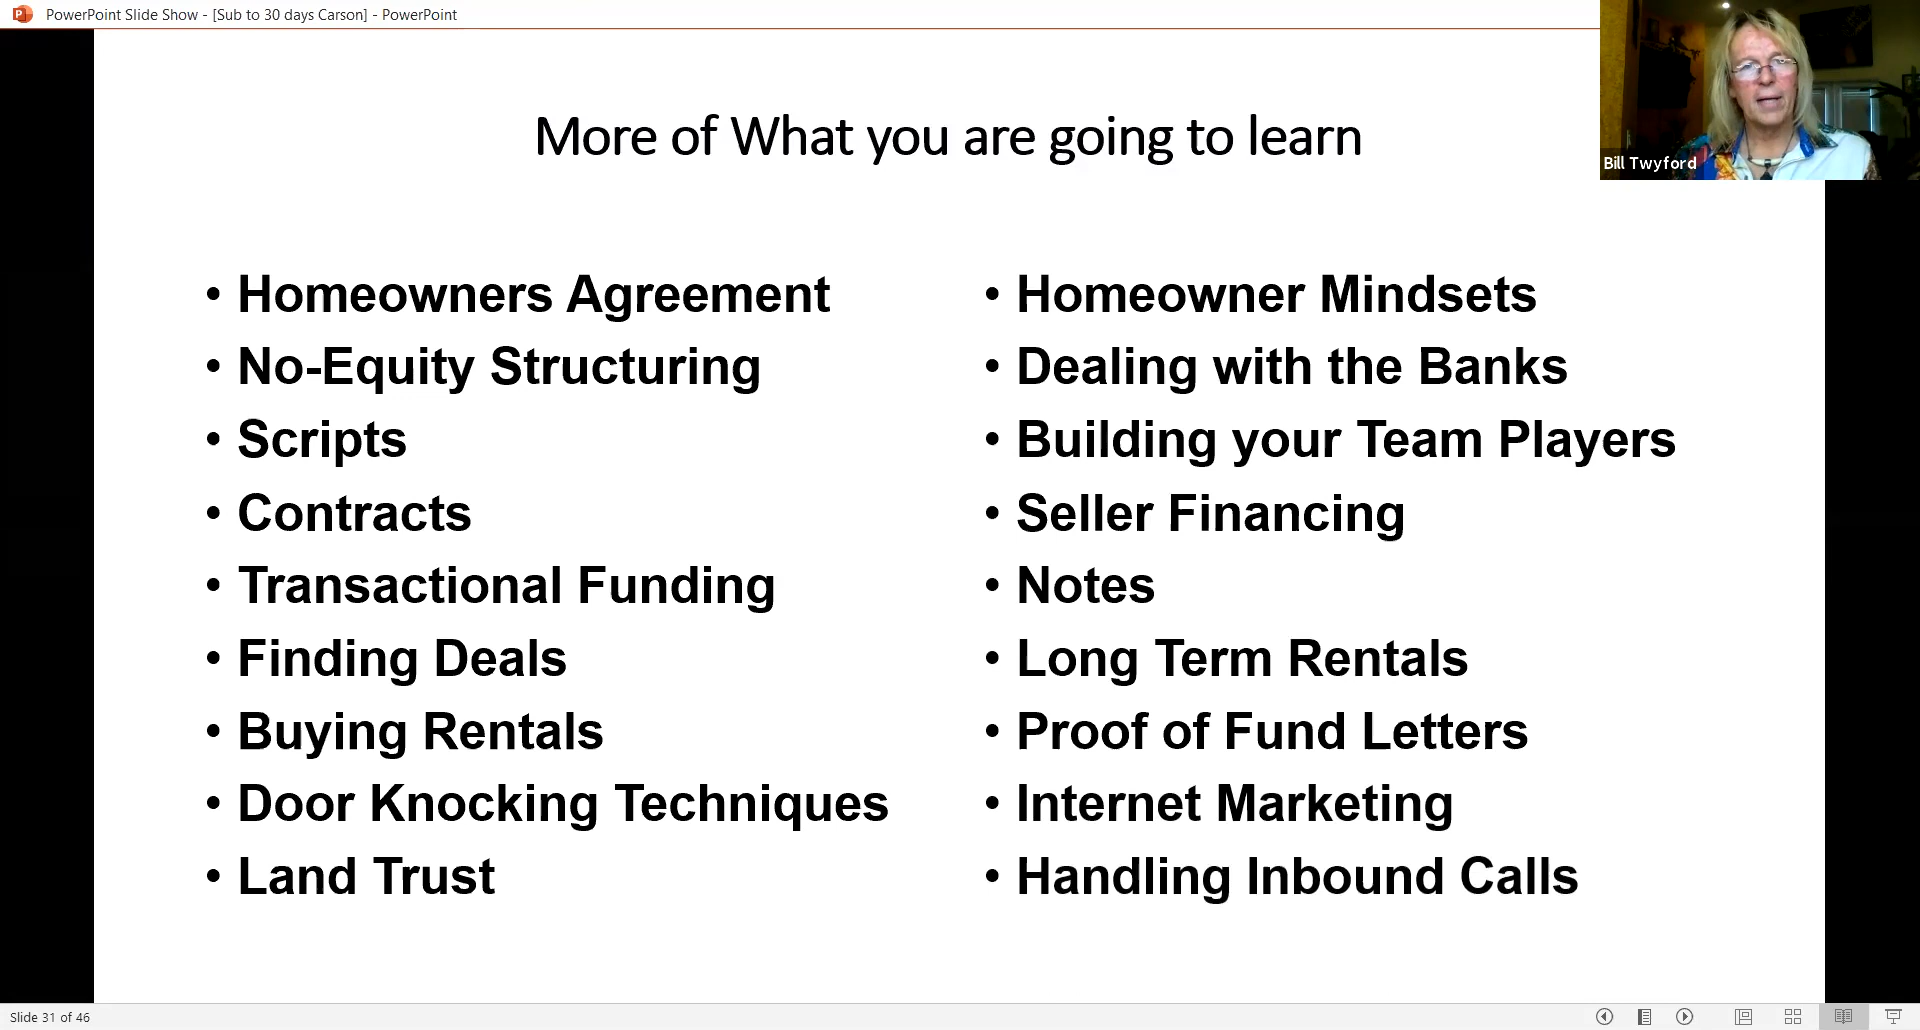 PowerPoint Slide Show - [Sub to 30 days Carson] - PowerPoint
Bill Twyford
More of What you are going to learn
• Homeowners Agreement
• No-Equity Structuring
• Scripts
• Contracts
• Transactional Funding
• Finding Deals
• Buying Rentals
• Door Knocking Techniques
• Land Trust
• Homeowner Mindsets
• Dealing with the Banks
• Building your Team Players
• Seller Financing
• Notes
• Long Term Rentals
• Proof of Fund Letters
• Internet Marketing
• Handling Inbound Calls
Slide 31 of 46